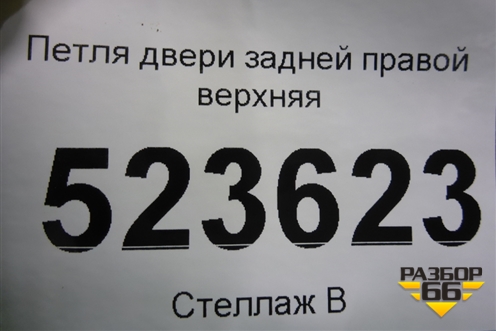 Петля двери задней правой
верхняя
523623
РАЗБОР
66
Стеллаж В